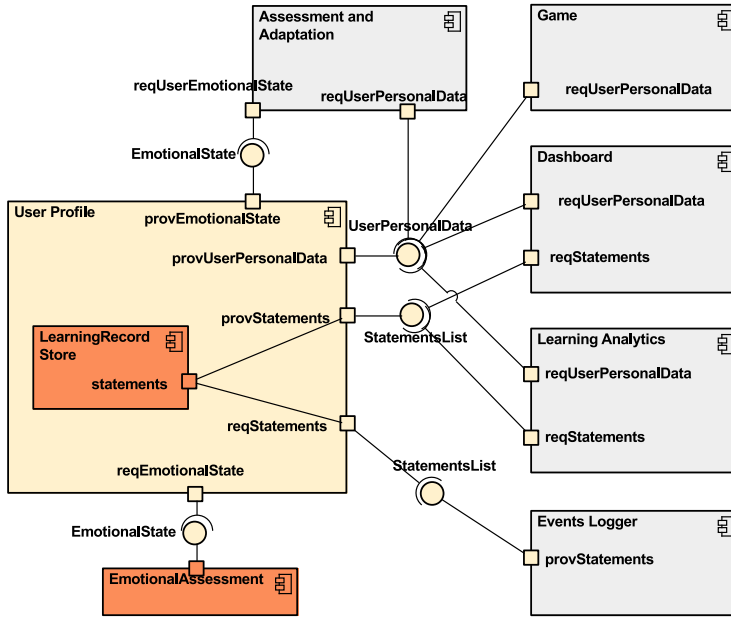 Assessment and
Adaptation
reqUserEmotionalState
reqUserPersonalData
Game
reqUserPersonalData
EmotionalState
Dashboard
reqUserPersonalData
reqStatements
User Profile
provEmotionalState
UserPersonalData
provUserPersonalData
provStatements
StatementsList
LearningRecord
Store
statements
reqStatements
Learning Analytics
reqUserPersonalData
reqStatements
reqEmotionalState
StatementsList
EmotionalState
Events Logger
provStatements
EmotionalAssessment